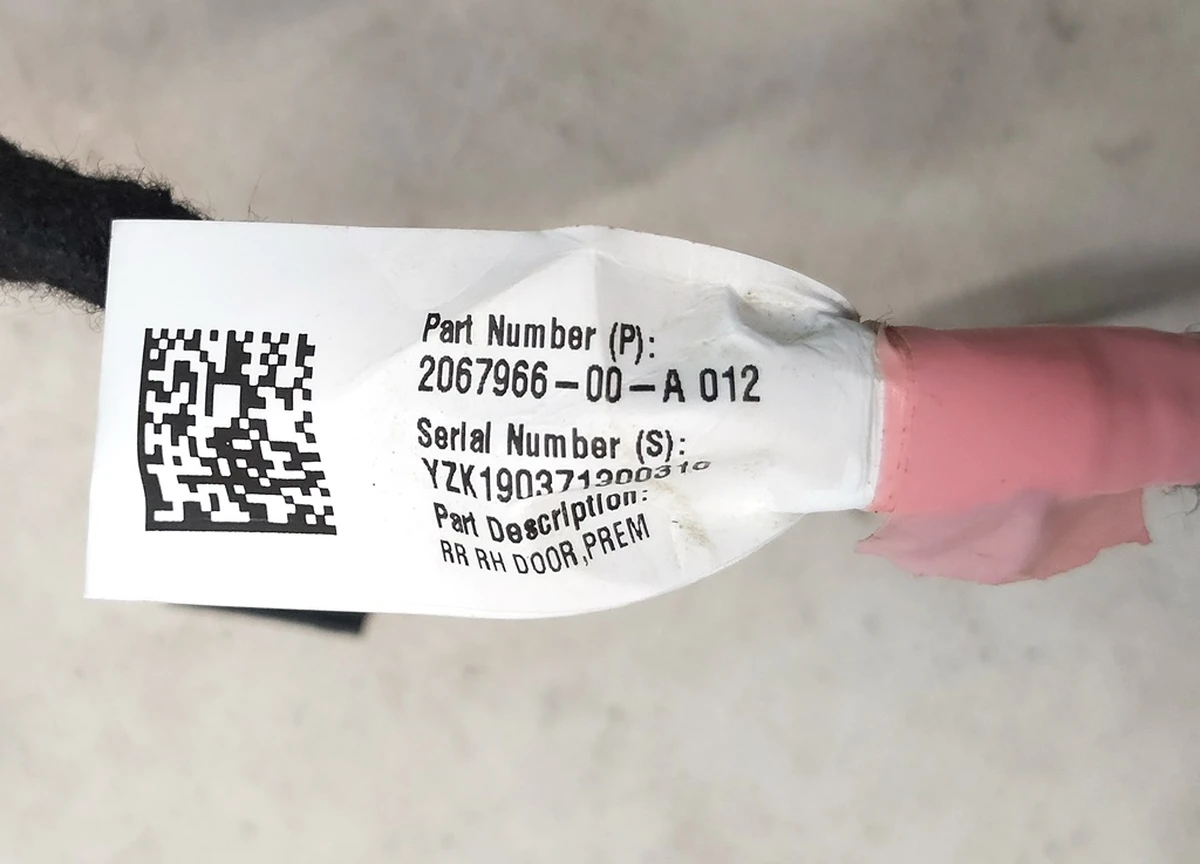 Part Number (P):
2067966-00-A 012
Serial Number (S):
Part Description:
RR RH DOOR,PREM